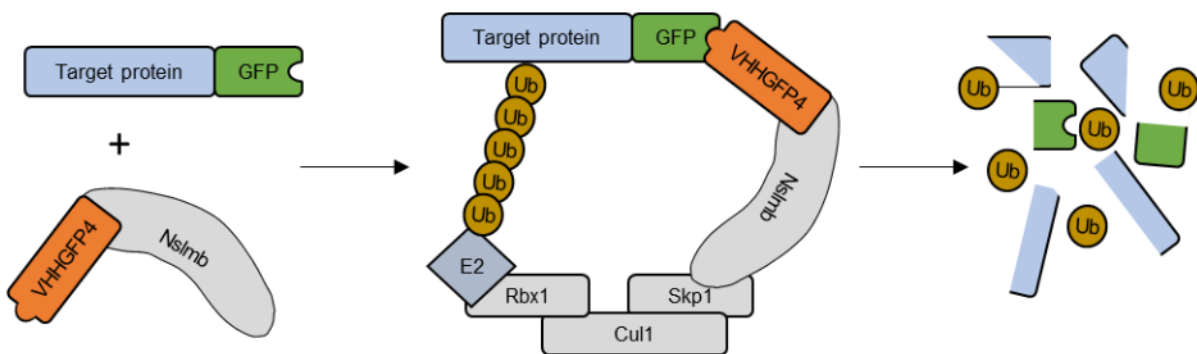 Target protein
GFP
+
VHHGFP4
Nslmb
Target protein
GFP
VHHGFP4
Nslmb
Ub
Ub
Ub
Ub
Ub
E2
Rbx1
Skp1
Cul1
Ub
Ub
Ub
Ub
Ub